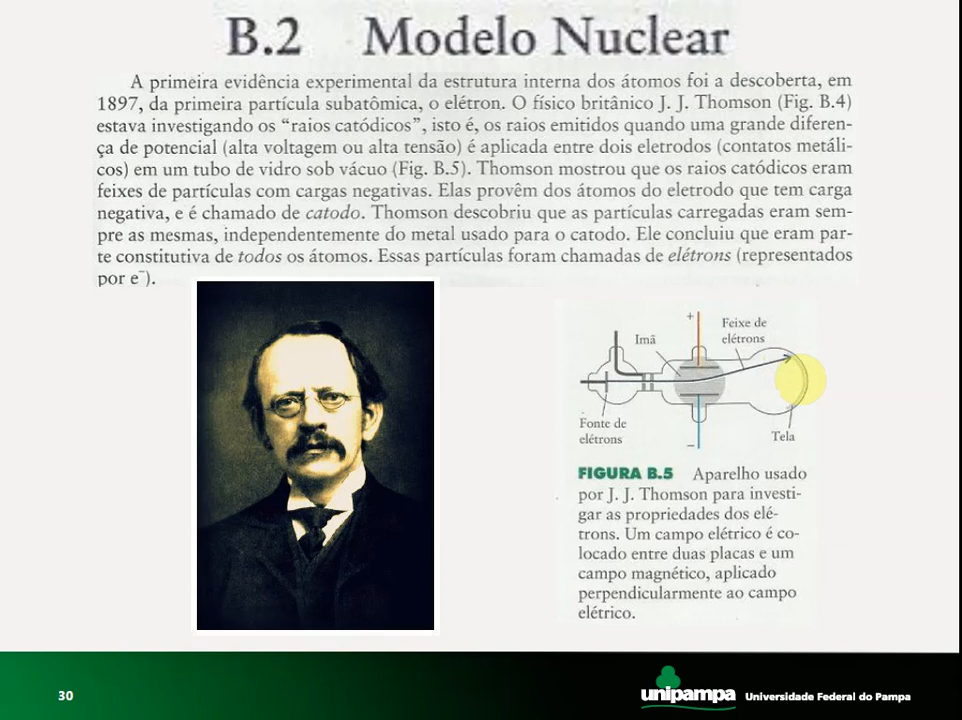 B.2 Modelo Nuclear
A primeira evidência experimental da estrutura interna dos átomos foi a descoberta, em
1897, da primeira partícula subatômica, o elétron. O físico britânico J. J. Thomson (Fig. B.4)
estava investigando os “raios catódicos”, isto é, os raios emitidos quando uma grande diferen-
ça de potencial (alta voltagem ou alta tensão) é aplicada entre dois eletrodos (contatos metáli-
cos) em um tubo de vidro sob vácuo (Fig. B.5). Thomson mostrou que os raios catódicos eram
feixes de partículas com cargas negativas. Elas provêm dos átomos do eletrodo que tem carga
negativa, e é chamado de catodo. Thomson descobriu que as partículas carregadas eram sem-
pre as mesmas, independentemente do metal usado para o catodo. Ele concluiu que eram par-
te constitutiva de todos os átomos. Essas partículas foram chamadas de elétrons (representados
por e⁻).
+
Feixe de
elétrons
Imã
Fonte de
elétrons
–
Tela
FIGURA B.5 Aparelho usado
por J. J. Thomson para investi-
gar as propriedades dos elé-
trons. Um campo elétrico é co-
locado entre duas placas e um
campo magnético, aplicado
perpendicularmente ao campo
elétrico.
30
unipampa Universidade Federal do Pampa